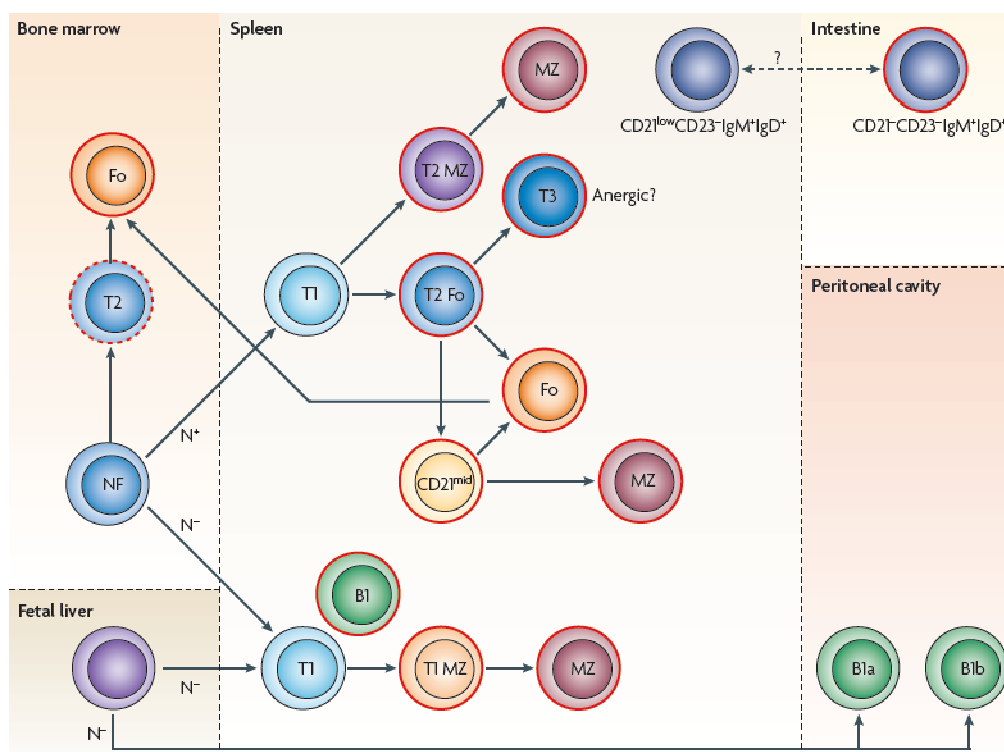 Bone marrow
Spleen
Intestine
MZ
?
CD21ˡᵒʷCD23⁻IgM⁺IgD⁺
CD21⁻CD23⁻IgM⁺IgD⁺
Fo
T2 MZ
T3
Anergic?
T2
T1
T2 Fo
Peritoneal cavity
Fo
N⁺
NF
CD21ᵐⁱᵈ
MZ
N⁻
B1
Fetal liver
T1
T1 MZ
MZ
B1a
B1b
N⁻
N⁻